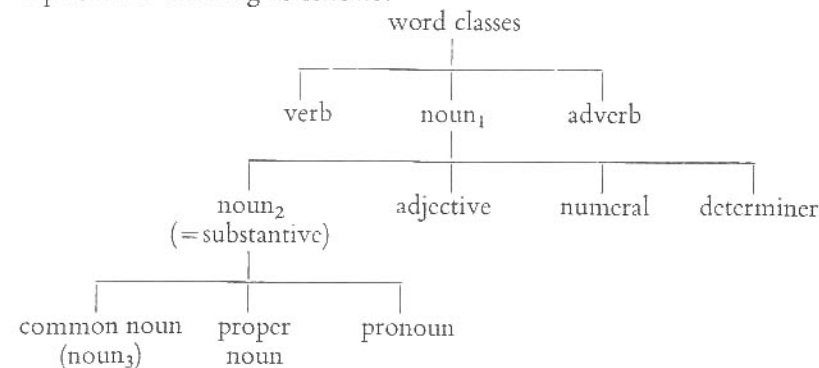 word classes
verb noun₁ adverb
noun₂ adjective numeral determiner
(=substantive)
common noun proper pronoun
(noun₃) noun